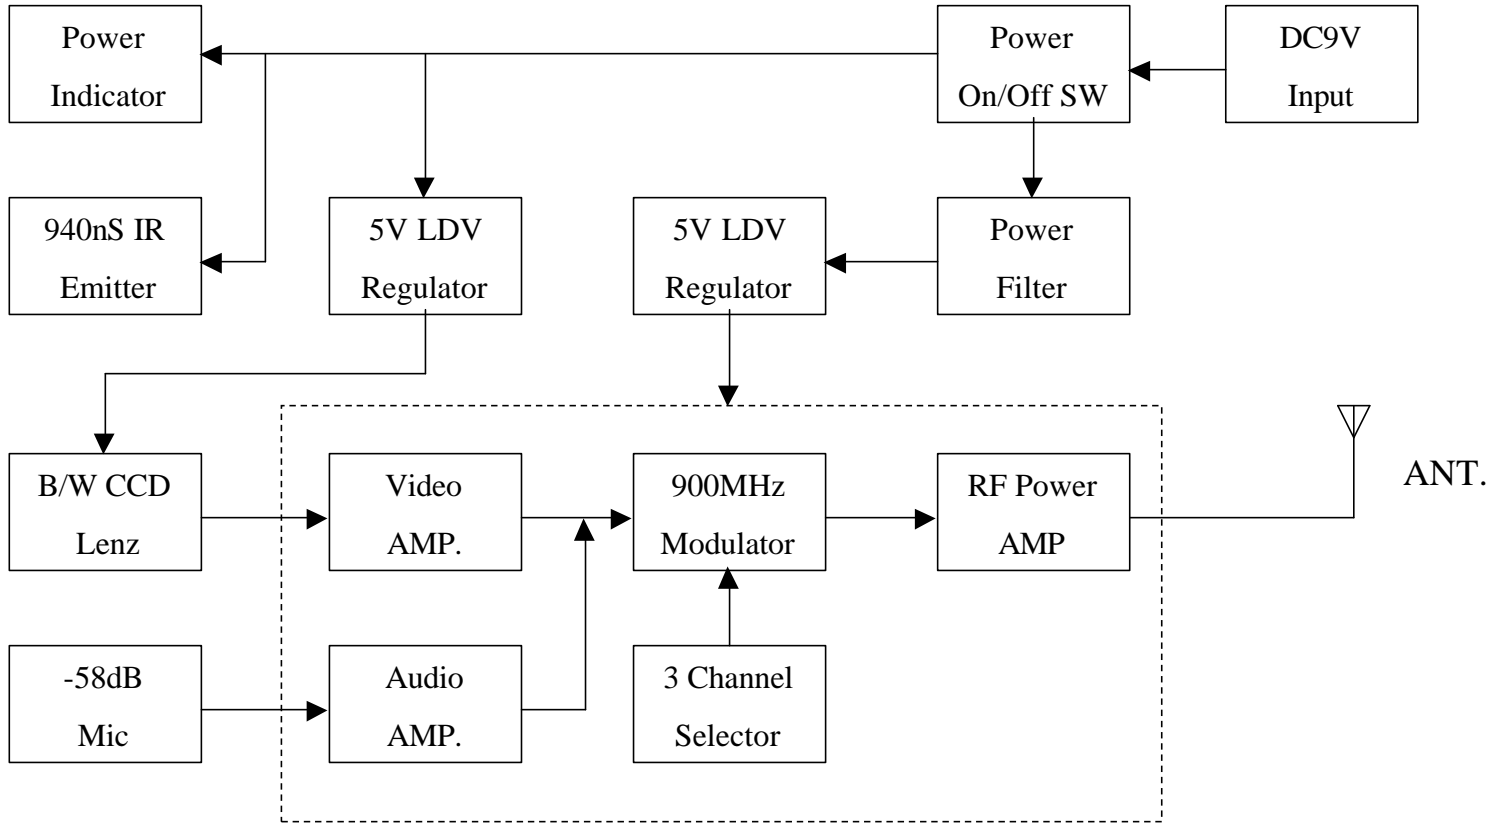 Power
Indicator
Power
On/Off SW
DC9V
Input
940nS IR
Emitter
5V LDV
Regulator
5V LDV
Regulator
Power
Filter
B/W CCD
Lenz
Video
AMP.
900MHz
Modulator
RF Power
AMP
ANT.
-58dB
Mic
Audio
AMP.
3 Channel
Selector